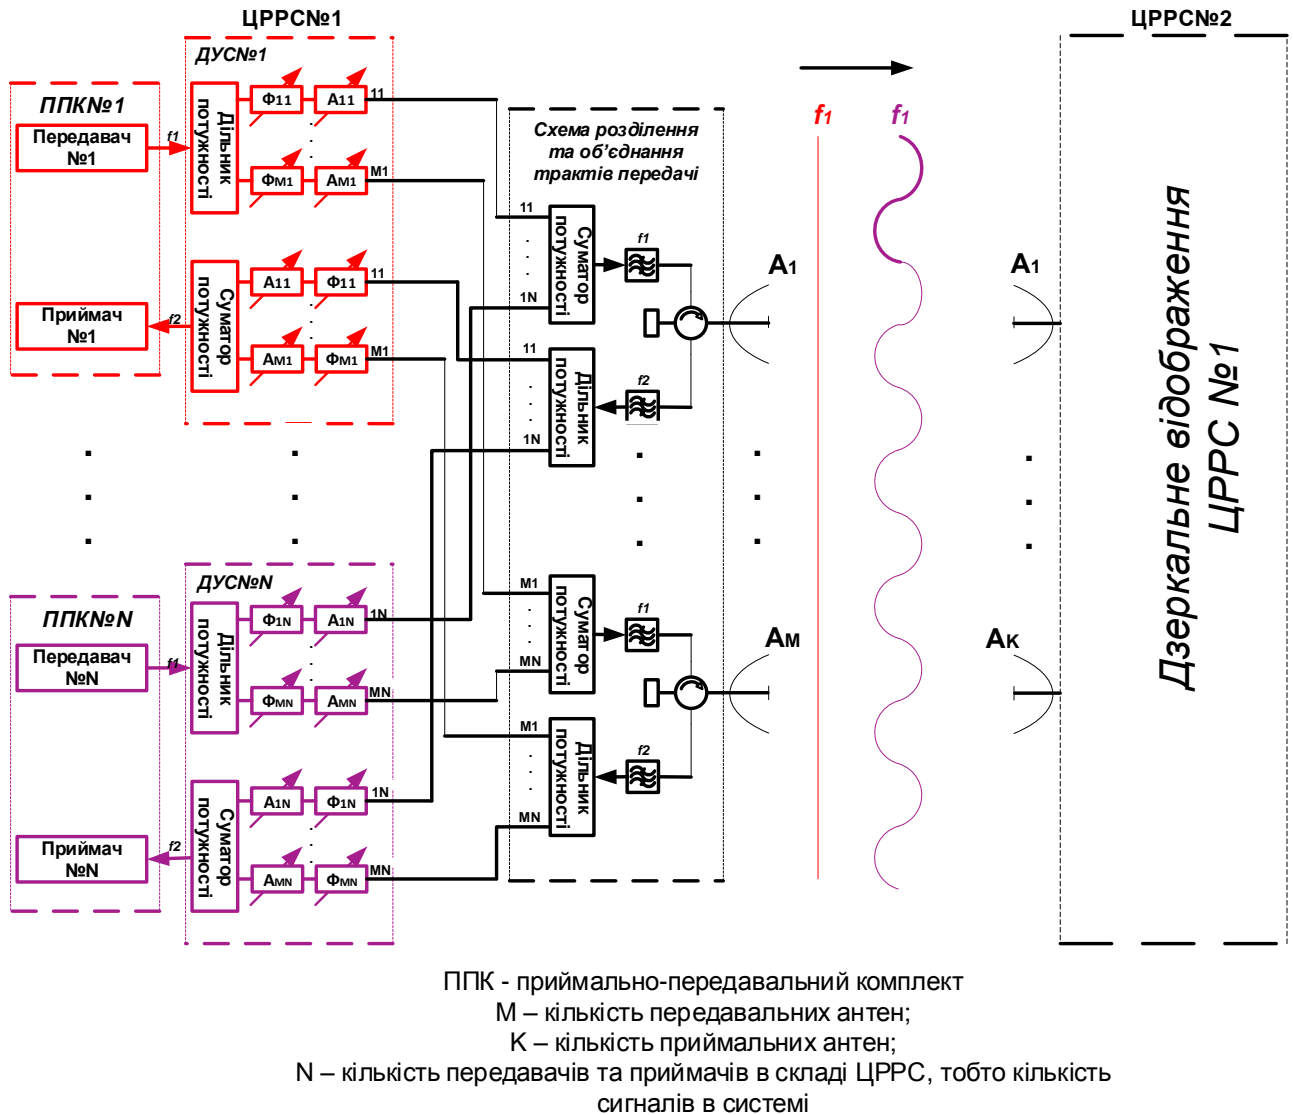 ЦРРС№1
ЦРРС№2
ДУС№1
ППК№1
Передавач
№1
f1
Дільник
потужності
Ф11
А11
11
ФМ1
АМ1
М1
Приймач
№1
f2
Суматор
потужності
А11
Ф11
11
АМ1
ФМ1
М1
Схема розділення
та об’єднання
трактів передачі
11
1N
Суматор
потужності
f1
11
1N
Дільник
потужності
f2
А1
f1
f1
А1
Дзеркальне відображення
ЦРРС №1
ДУС№N
ППК№N
Передавач
№N
f1
Дільник
потужності
Ф1N
А1N
1N
ФМN
АМN
MN
Приймач
№N
f2
Суматор
потужності
А1N
Ф1N
1N
АМN
ФМN
MN
М1
MN
Суматор
потужності
f1
М1
MN
Дільник
потужності
f2
АМ
АК
ППК - приймально-передавальний комплект
М – кількість передавальних антен;
К – кількість приймальних антен;
N – кількість передавачів та приймачів в складі ЦРРС, тобто кількість
сигналів в системі